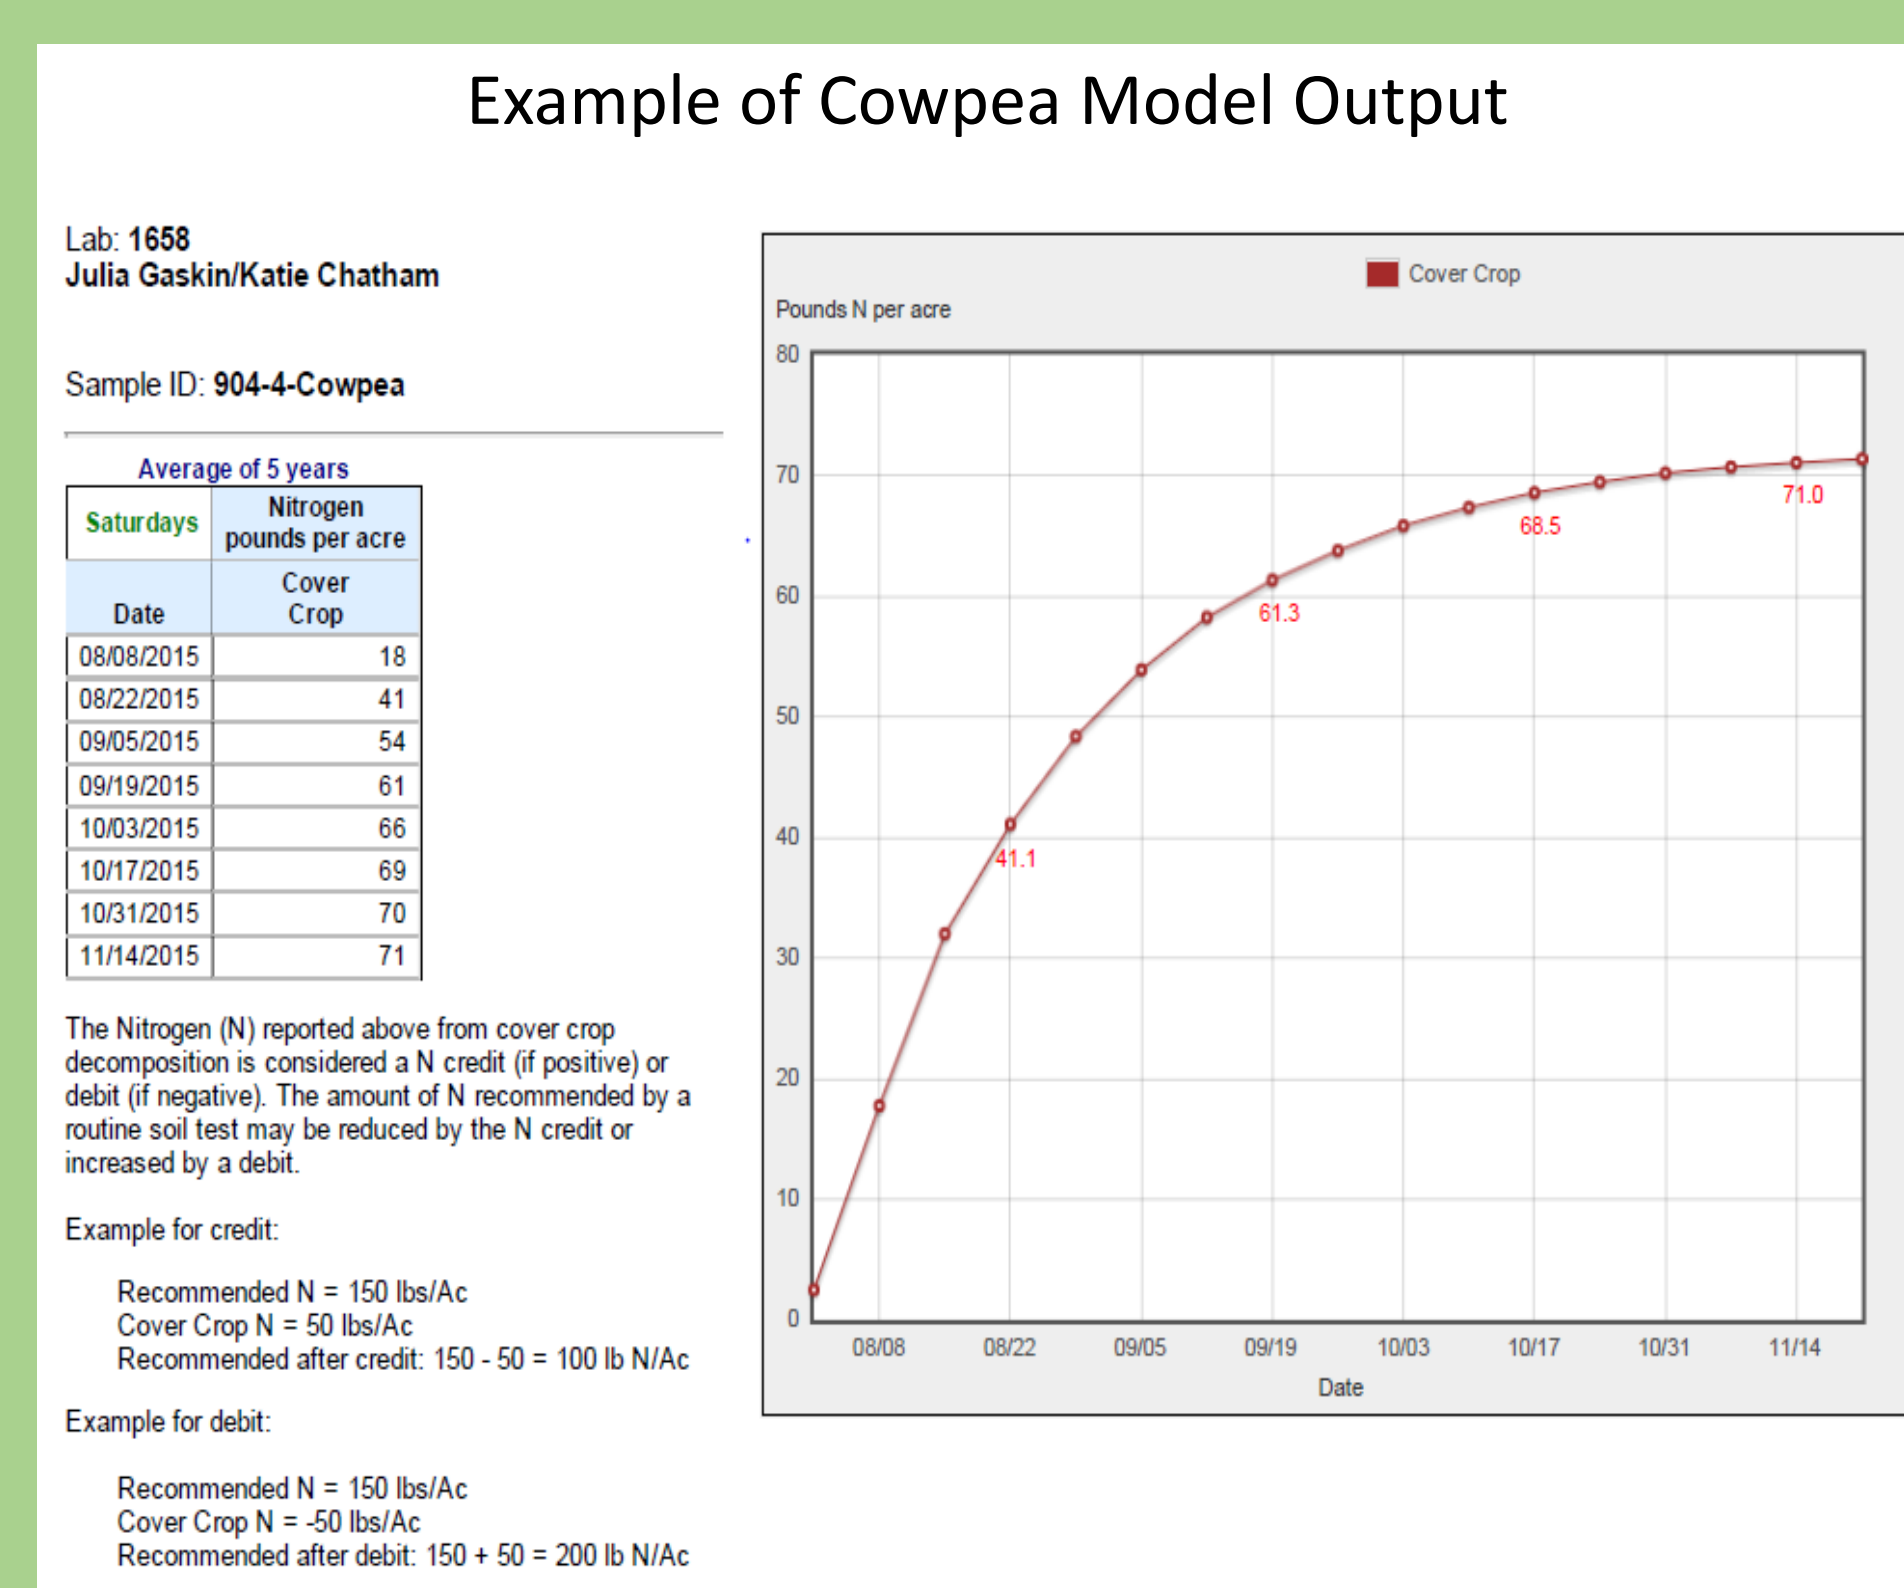 Example of Cowpea Model Output
Lab: 1658
Julia Gaskin/Katie Chatham
Sample ID: 904-4-Cowpea
Average of 5 years
Saturdays
Nitrogen
pounds per acre
Date
Cover
Crop
08/08/2015 18
08/22/2015 41
09/05/2015 54
09/19/2015 61
10/03/2015 66
10/17/2015 69
10/31/2015 70
11/14/2015 71
The Nitrogen (N) reported above from cover crop
decomposition is considered a N credit (if positive) or
debit (if negative). The amount of N recommended by a
routine soil test may be reduced by the N credit or
increased by a debit.
Example for credit:
Recommended N = 150 lbs/Ac
Cover Crop N = 50 lbs/Ac
Recommended after credit: 150 - 50 = 100 lb N/Ac
Example for debit:
Recommended N = 150 lbs/Ac
Cover Crop N = -50 lbs/Ac
Recommended after debit: 150 + 50 = 200 lb N/Ac
Cover Crop
Pounds N per acre
80
70
60
50
40
30
20
10
0
41.1
61.3
68.5
71.0
08/08 08/22 09/05 09/19 10/03 10/17 10/31 11/14
Date